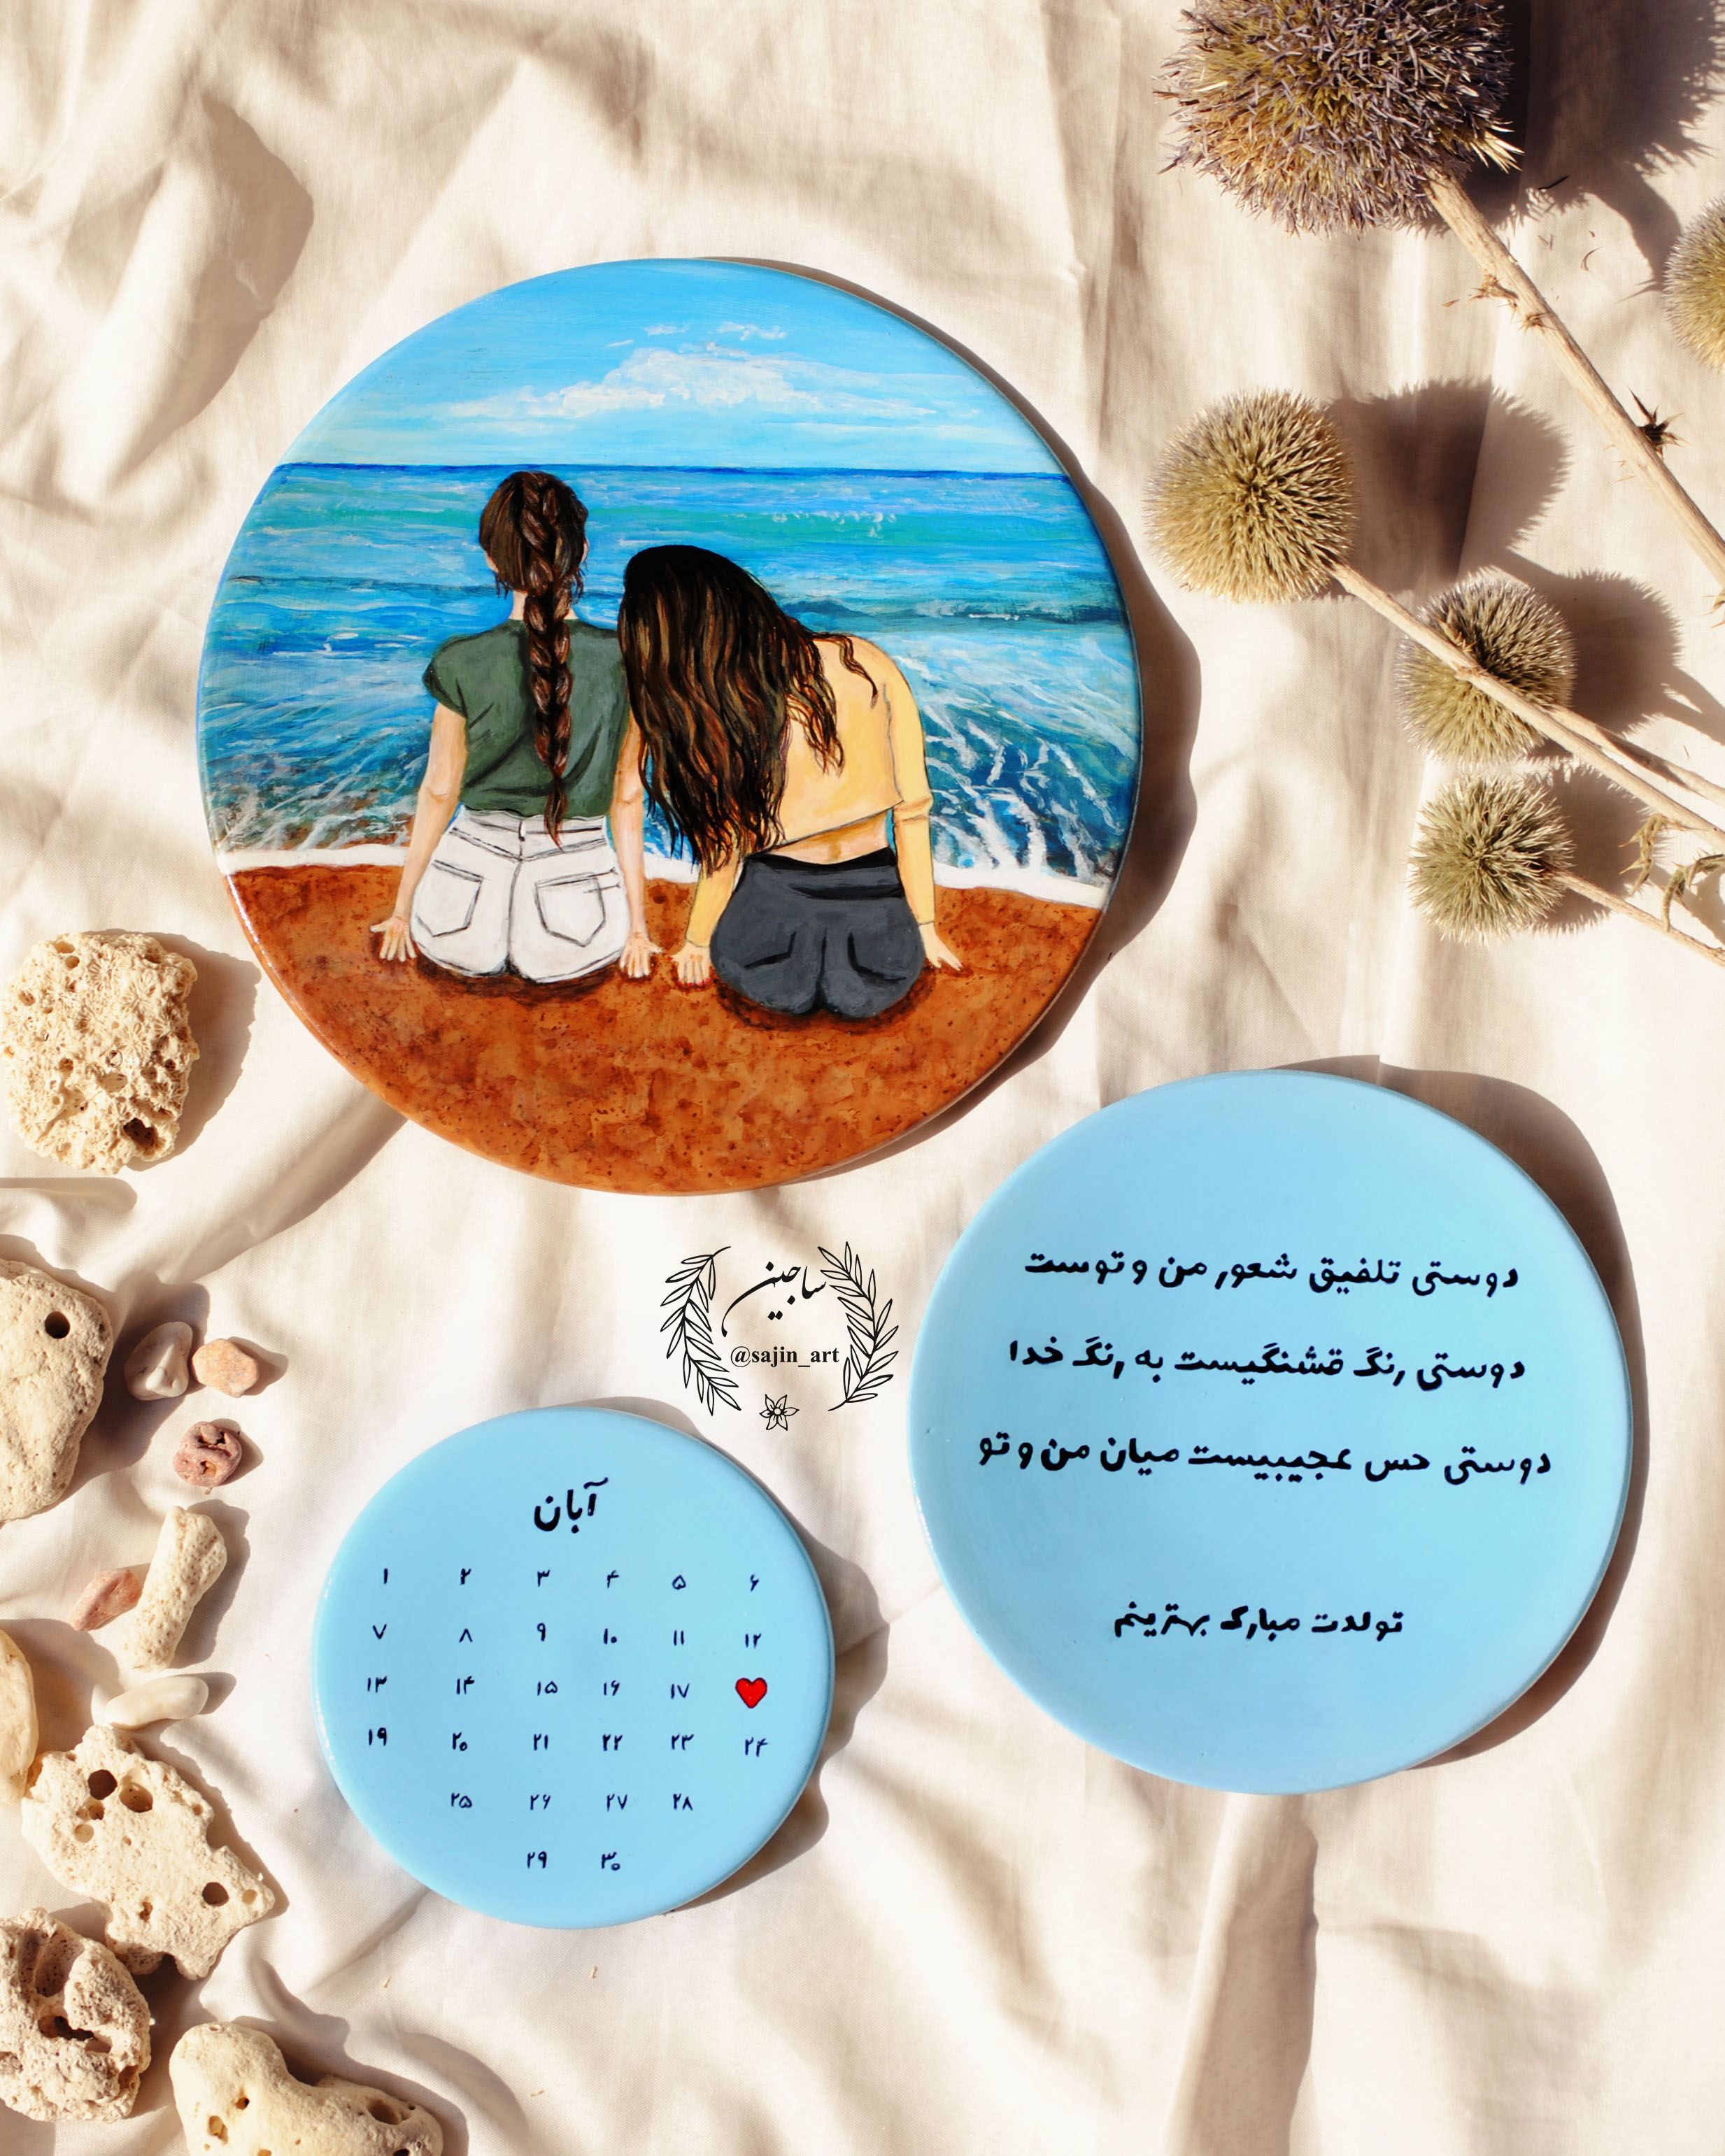 ساجین
@sajin_art
دوستی تلفیق شعور من و توست
دوستی رنگ قشنگیست به رنگ خدا
دوستی حس عجیبیست میان من و تو
تولدت مبارک بهترینم
آبان
۱ ۲ ۳ ۴ ۵ ۶
۷ ۸ ۹ ۱۰ ۱۱ ۱۲
۱۳ ۱۴ ۱۵ ۱۶ ۱۷
۱۹ ۲۰ ۲۱ ۲۲ ۲۳ ۲۴
۲۵ ۲۶ ۲۷ ۲۸
۲۹ ۳۰